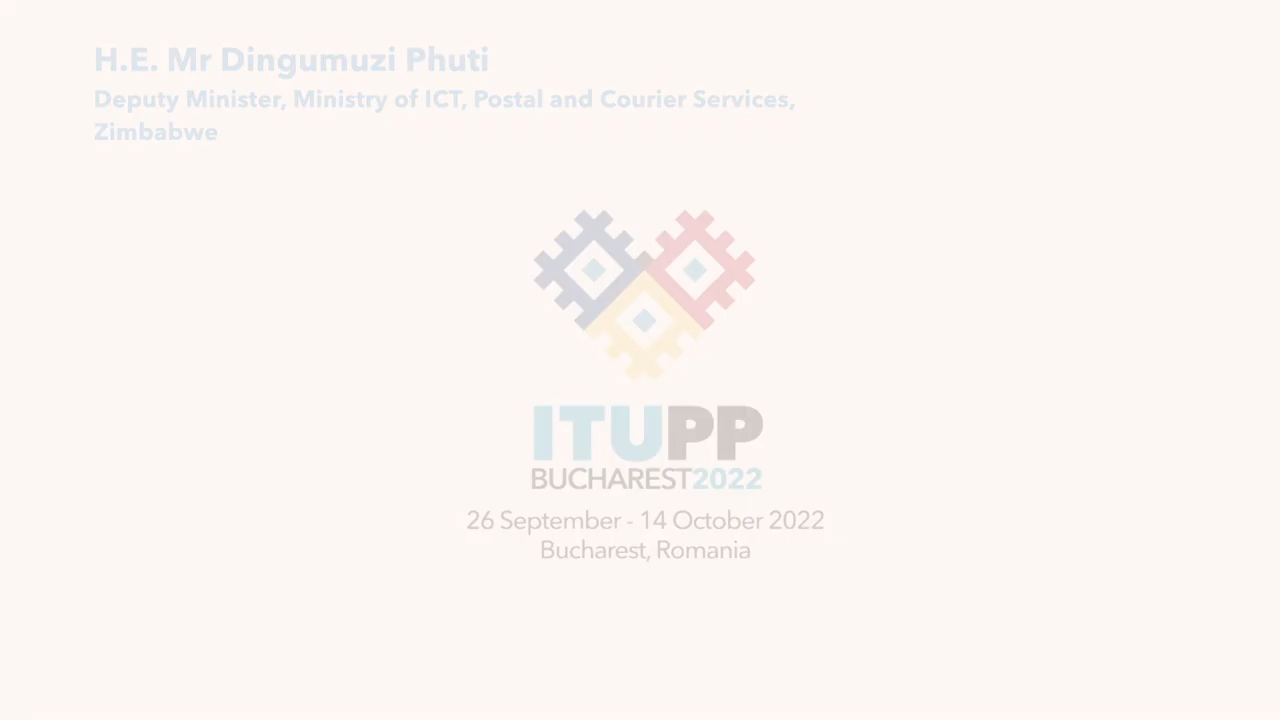 H.E. Mr Dingumuzi Phuti
Deputy Minister, Ministry of ICT, Postal and Courier Services,
Zimbabwe
ITUPP
BUCHAREST2022
26 September - 14 October 2022
Bucharest, Romania